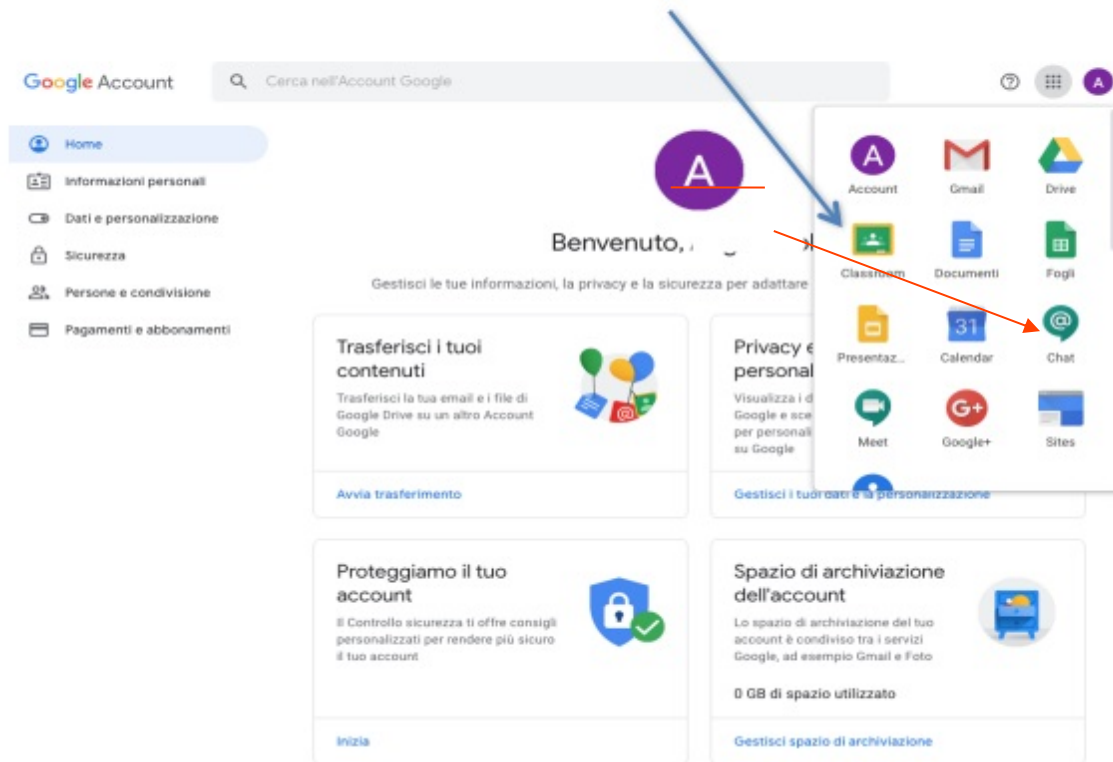 Google Account
Cerca nell'Account Google
A
Home
Informazioni personali
Dati e personalizzazione
Sicurezza
Persone e condivisione
Pagamenti e abbonamenti
A
Benvenuto,
Gestisci le tue informazioni, la privacy e la sicurezza per adattare
Trasferisci i tuoi
contenuti
Trasferisci la tua email e i file di
Google Drive su un altro Account
Google
Avvia trasferimento
Privacy e
personal
Visualizza i d
Google e sce
per personali
su Google
Gestisci i tuoi dati e la personalizzazione
Proteggiamo il tuo
account
Il Controllo sicurezza ti offre consigli
personalizzati per rendere più sicuro
il tuo account
Inizia
Spazio di archiviazione
dell'account
Lo spazio di archiviazione del tuo
account è condiviso tra i servizi
Google, ad esempio Gmail e Foto
0 GB di spazio utilizzato
Gestisci spazio di archiviazione
A
Account Gmail Drive
Classroom Documenti Fogli
31
Presentaz... Calendar Chat
G+
Meet Google+ Sites